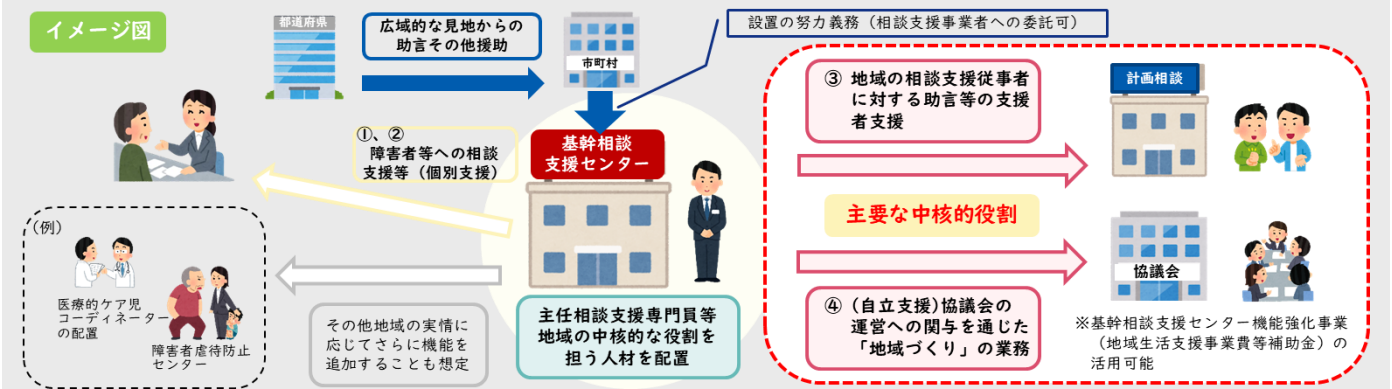 イメージ図
都道府県
広域的な見地からの
助言その他援助
市町村
設置の努力義務（相談支援事業者への委託可）
①、②
障害者等への相談
支援等（個別支援）
基幹相談
支援センター
主任相談支援専門員等
地域の中核的な役割を
担う人材を配置
（例）
医療的ケア児
コーディネーター
の配置
障害者虐待防止
センター
その他地域の実情に
応じてさらに機能を
追加することも想定
③ 地域の相談支援従事者
に対する助言等の支援
者支援
計画相談
主要な中核的役割
④ (自立支援)協議会の
運営への関与を通じた
「地域づくり」の業務
協議会
※基幹相談支援センター機能強化事業
（地域生活支援事業費等補助金）の
活用可能